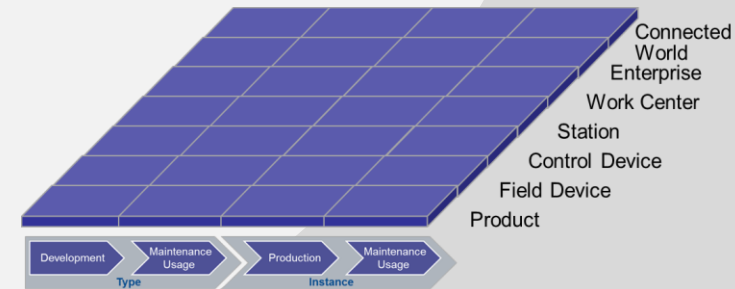 Connected
World
Enterprise
Work Center
Station
Control Device
Field Device
Product
Development
Maintenance
Usage
Production
Maintenance
Usage
Type
Instance